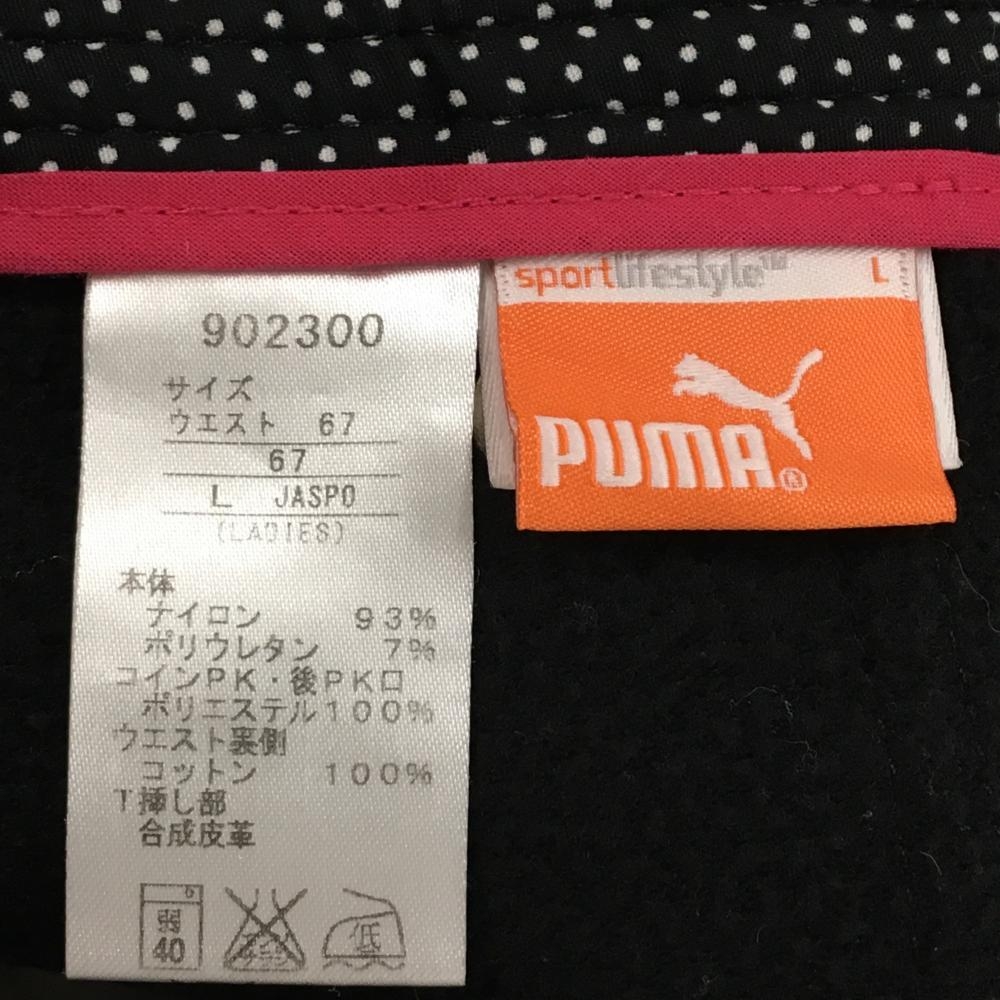 902300
サイズ
ウエスト 67
67
L JASPO
(LADIES)
本体
ナイロン 93%
ポリウレタン 7%
コインPK・後PK口
ポリエステル100%
ウエスト裏側
コットン 100%
T挿し部
合成皮革
弱
40
低
sportlifestyle™ L
PUMA®